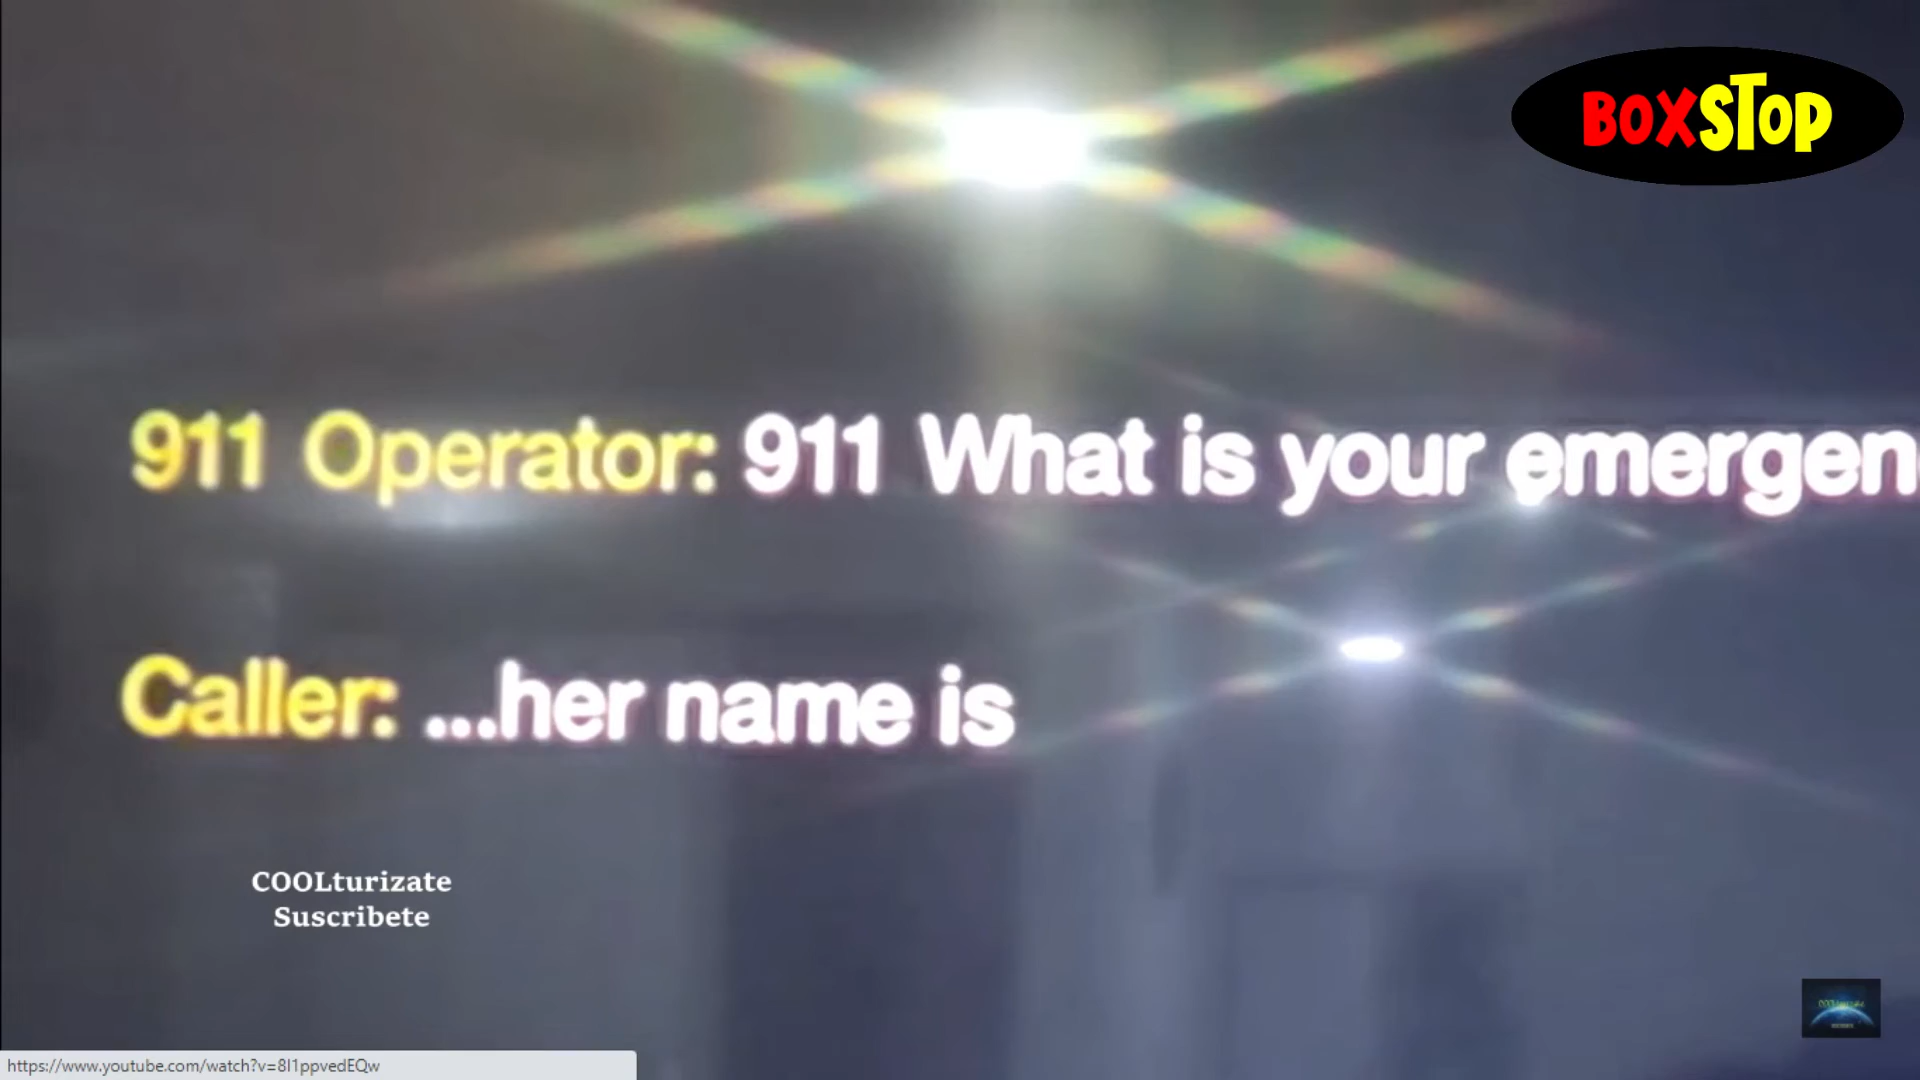 BOXSTOP
911 Operator: 911 What is your emergen
Caller: ...her name is
COOLturizate
Suscribete
https://www.youtube.com/watch?v=8I1ppvedEQw